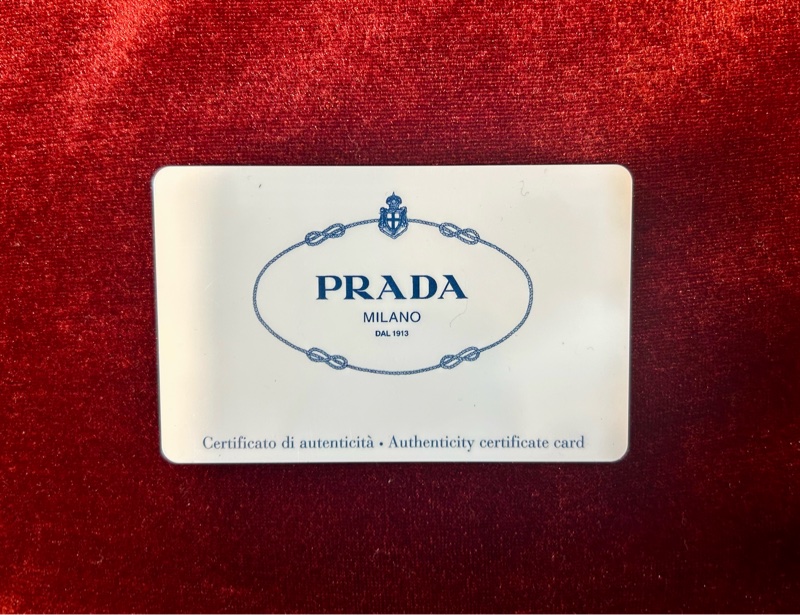 PRADA
MILANO
DAL 1913
Certificato di autenticità • Authenticity certificate card